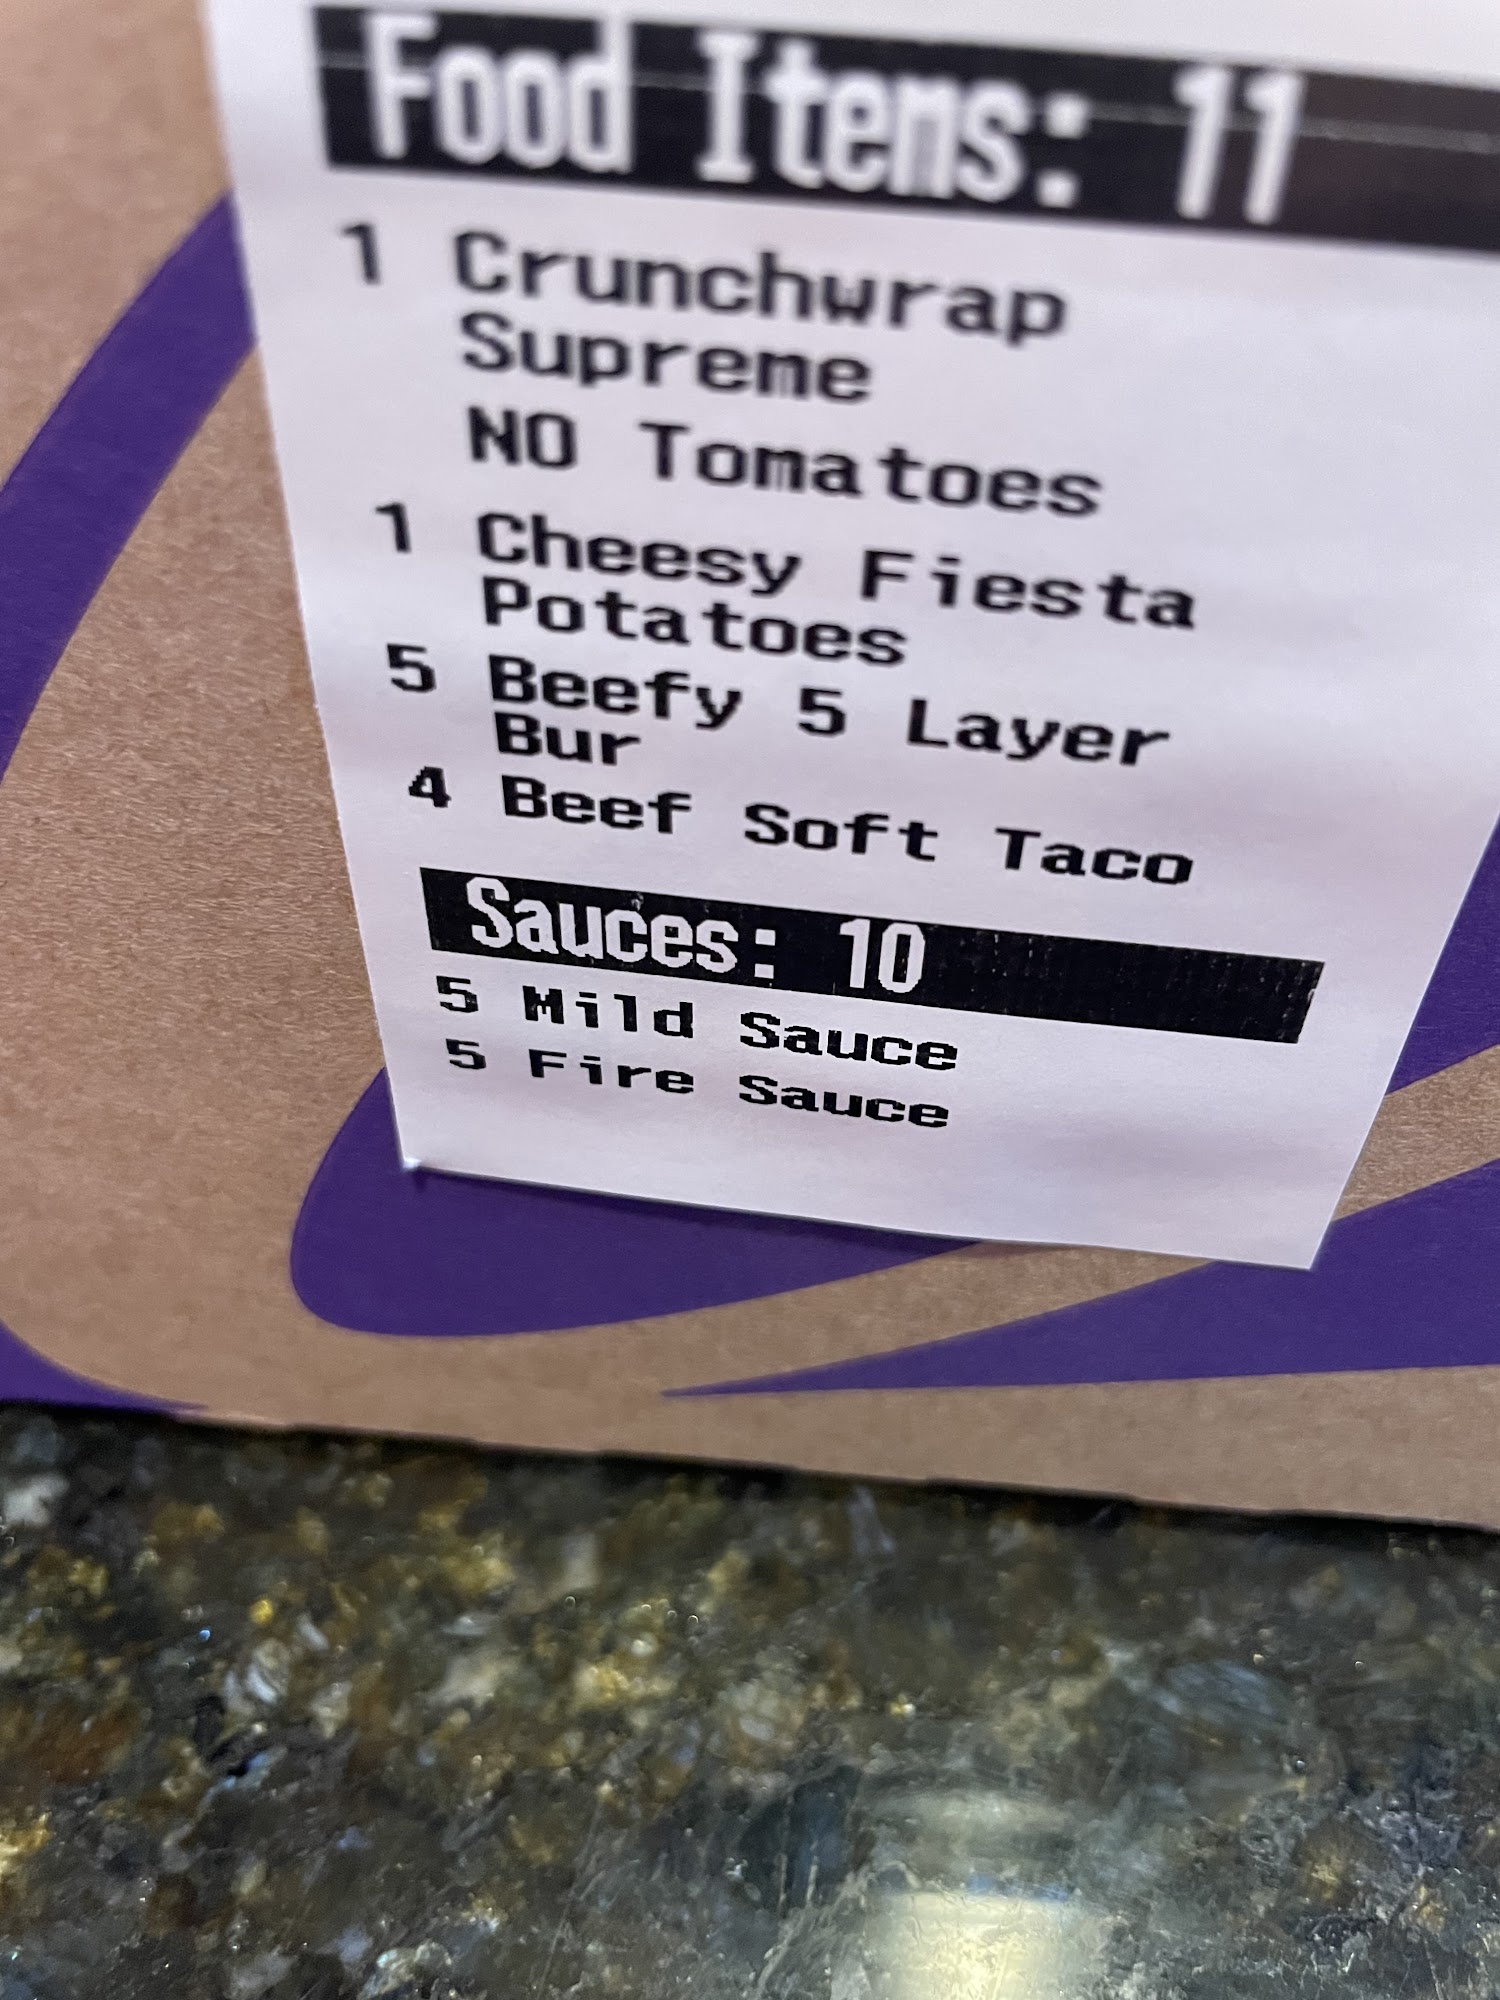 Food Items: 11
1 Crunchwrap
Supreme
NO Tomatoes
1 Cheesy Fiesta
Potatoes
5 Beefy 5 Layer
Bur
4 Beef Soft Taco
Sauces: 10
5 Mild Sauce
5 Fire Sauce